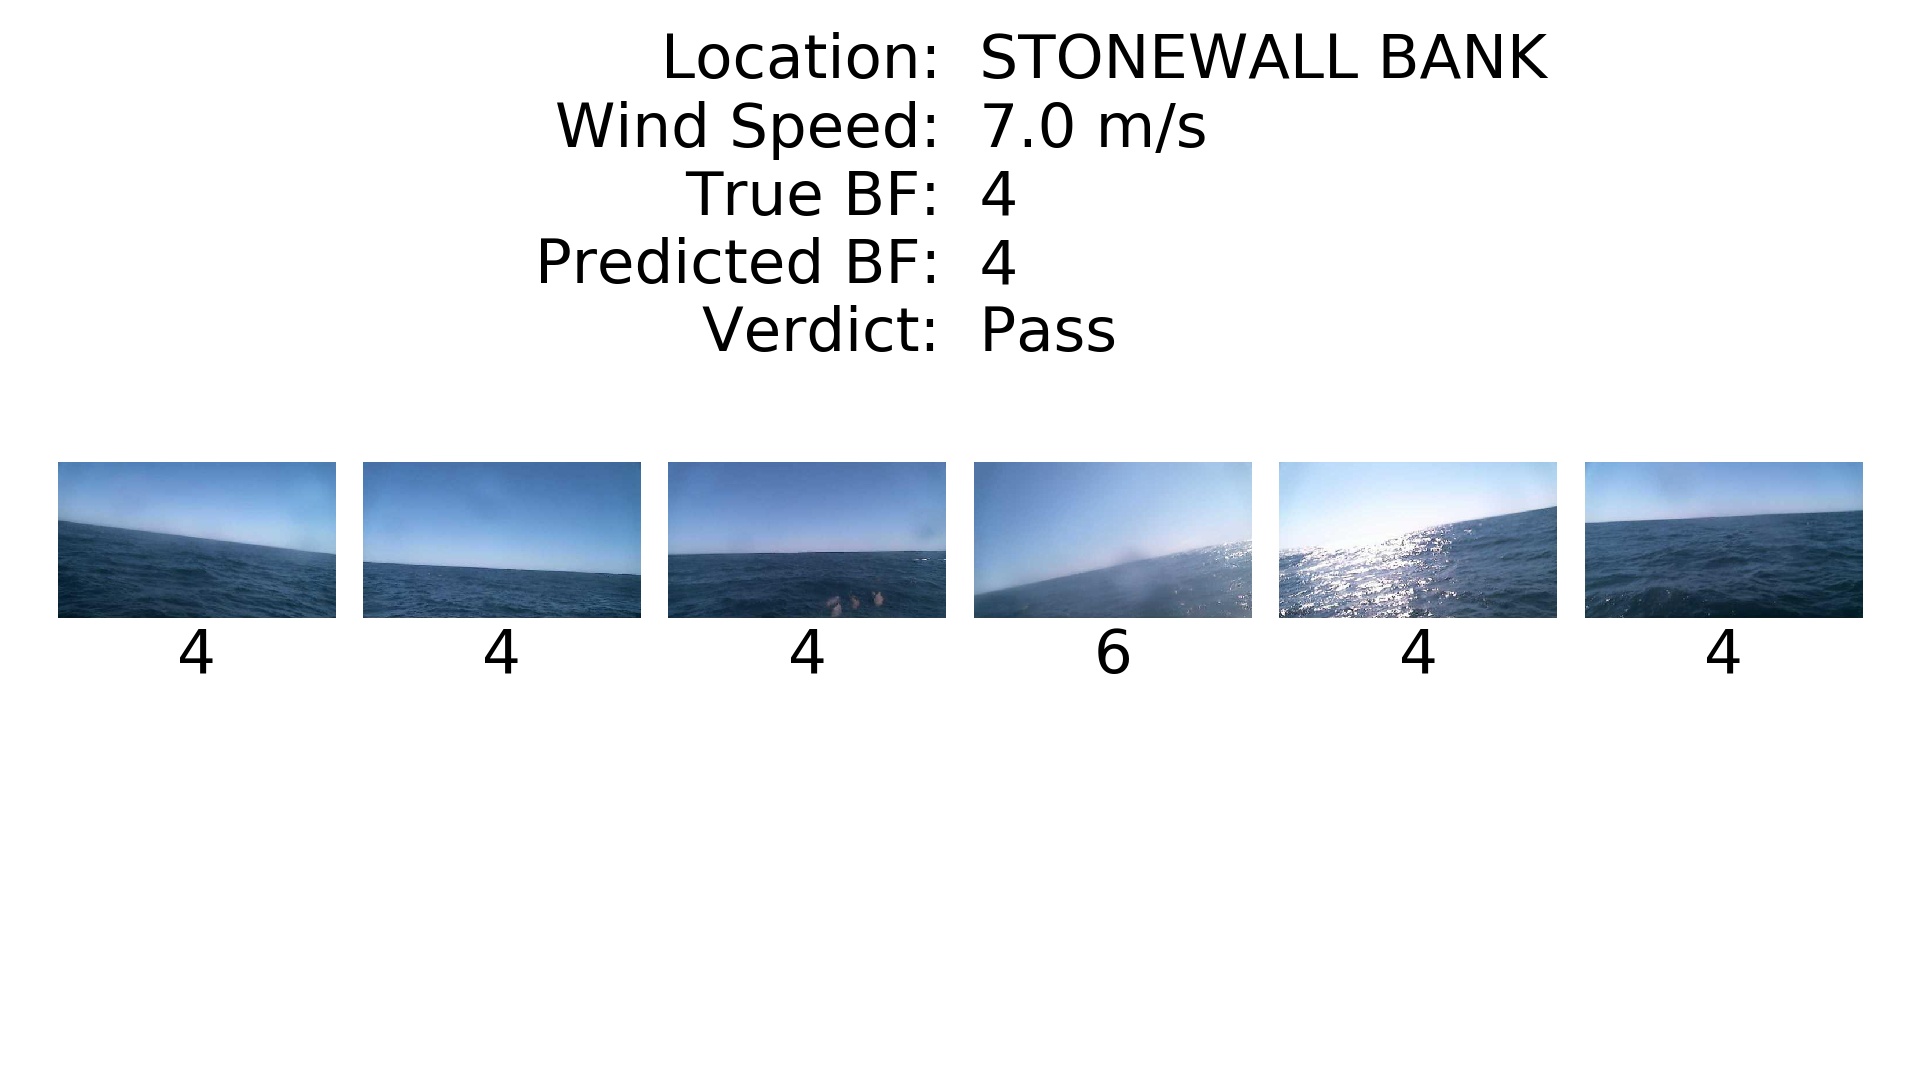 Location: STONEWALL BANK
Wind Speed: 7.0 m/s
True BF: 4
Predicted BF: 4
Verdict: Pass
4 4 4 6 4 4